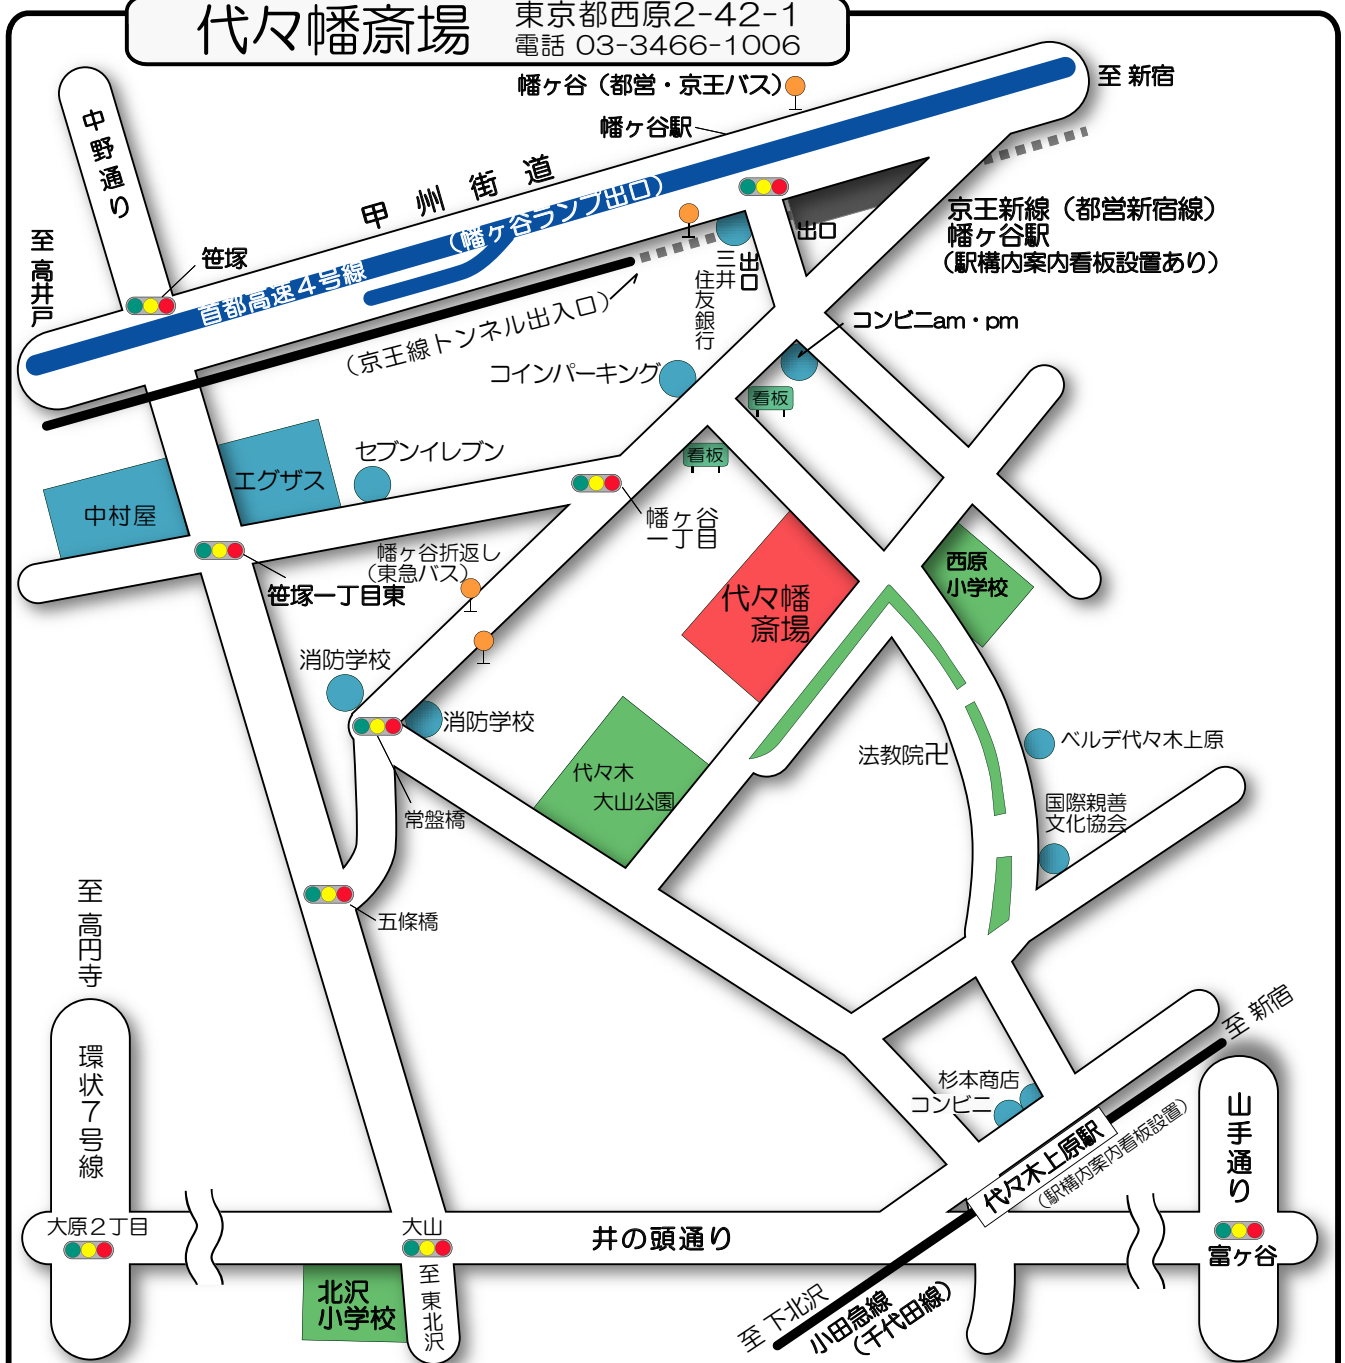 代々幡斎場
東京都西原2-42-1
電話 03-3466-1006
幡ヶ谷（都営・京王バス）
至 新宿
幡ヶ谷駅
中野通り
甲州街道
（幡ヶ谷ランプ出口）
首都高速４号線
至 高井戸
笹塚
出口
京王新線（都営新宿線）
幡ヶ谷駅
（駅構内案内看板設置あり）
出口
三井
住友銀行
（京王線トンネル出入口）
コンビニam・pm
コインパーキング
看板
看板
セブンイレブン
エグザス
中村屋
幡ヶ谷
一丁目
幡ヶ谷折返し
（東急バス）
笹塚一丁目東
西原
小学校
代々幡
斎場
消防学校
消防学校
法教院卍
ベルデ代々木上原
代々木
大山公園
国際親善
文化協会
常盤橋
五條橋
至 高円寺
環状７号線
杉本商店
コンビニ
至 新宿
代々木上原駅
（駅構内案内看板設置）
山手通り
大原２丁目
大山
井の頭通り
富ヶ谷
北沢
小学校
至 東北沢
至 下北沢
小田急線
（千代田線）